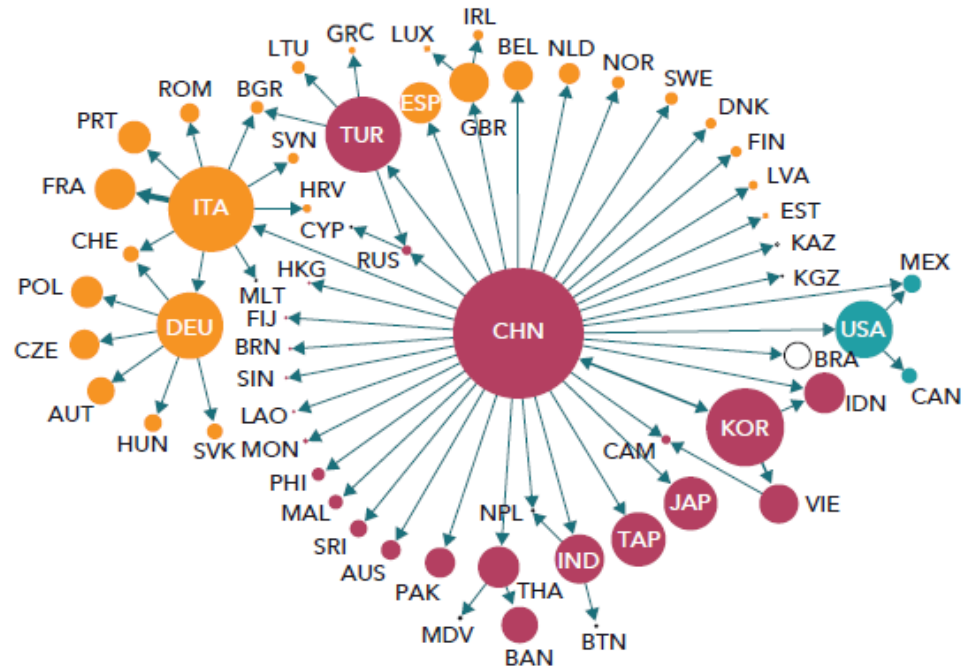 IRL
LUX
GRC
BEL
NLD
LTU
NOR
SWE
ROM
BGR
ESP
DNK
PRT
TUR
GBR
SVN
FIN
FRA
LVA
HRV
ITA
EST
CYP
CHE
KAZ
RUS
MEX
HKG
KGZ
POL
MLT
FIJ
DEU
CHN
USA
CZE
BRN
BRA
SIN
CAN
AUT
IDN
LAO
KOR
HUN
SVK
MON
CAM
PHI
MAL
JAP
VIE
NPL
SRI
TAP
AUS
IND
PAK
THA
MDV
BTN
BAN